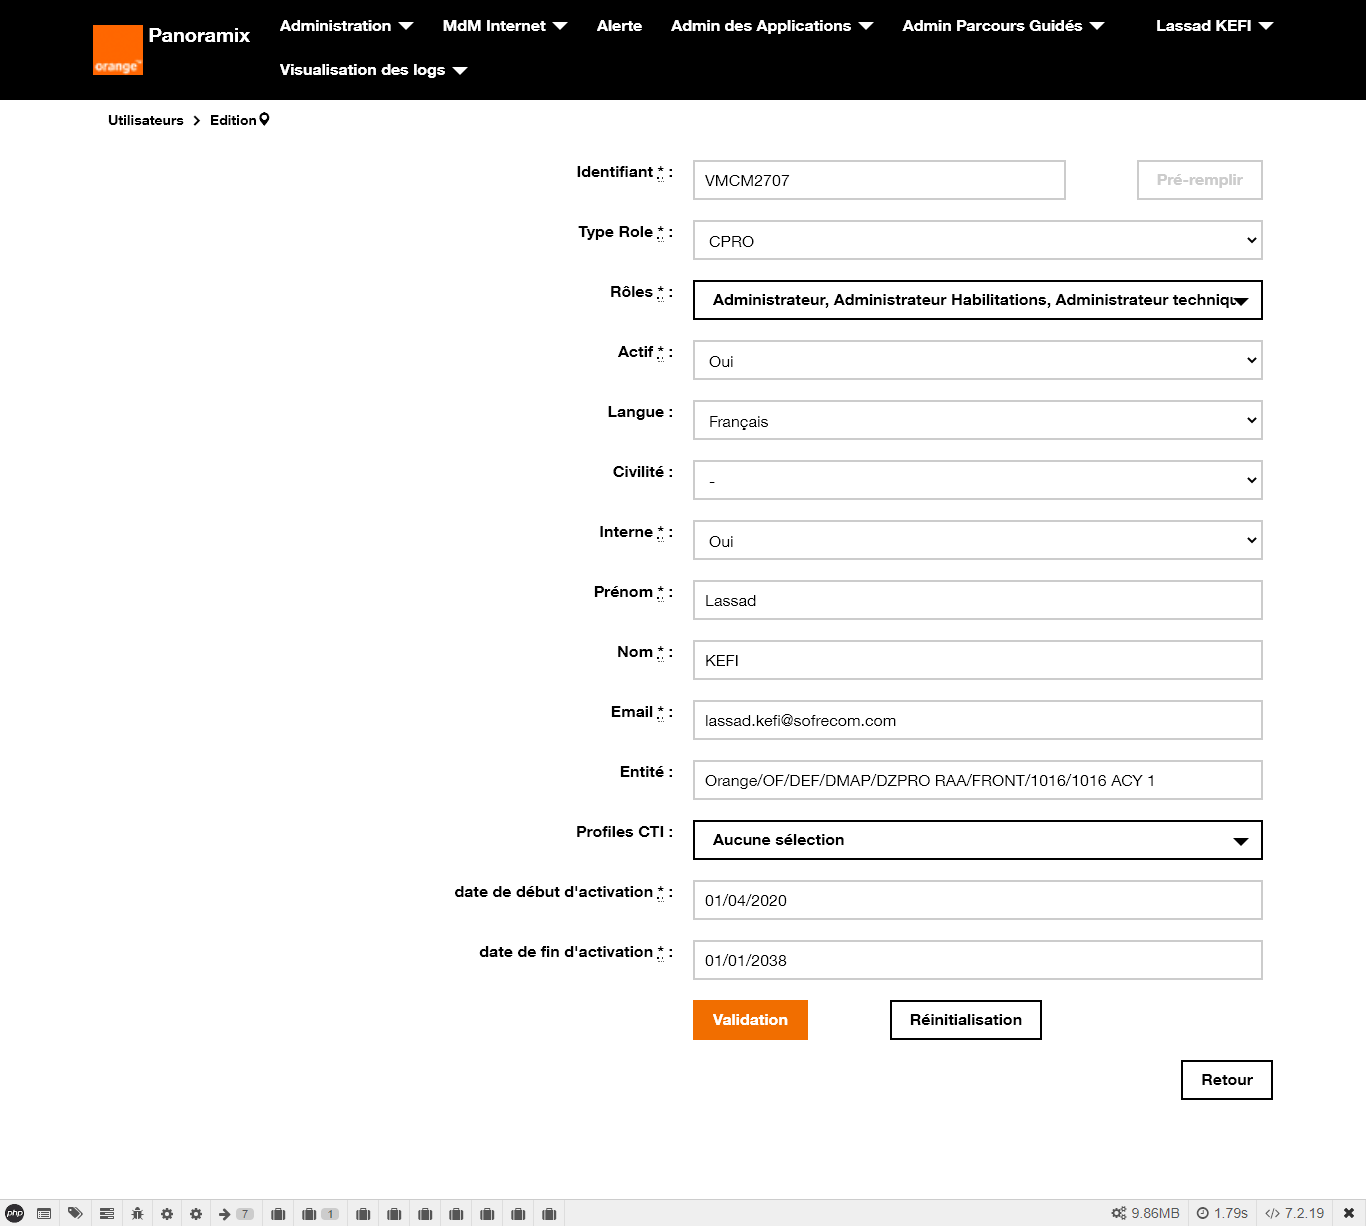 Panoramix
orange™
Administration
MdM Internet
Alerte
Admin des Applications
Admin Parcours Guidés
Lassad KEFI
Visualisation des logs
Utilisateurs
Edition
Identifiant * :
VMCM2707
Pré-remplir
Type Role * :
CPRO
Rôles * :
Administrateur, Administrateur Habilitations, Administrateur techniqu
Actif * :
Oui
Langue :
Français
Civilité :
-
Interne * :
Oui
Prénom * :
Lassad
Nom * :
KEFI
Email * :
lassad.kefi@sofrecom.com
Entité :
Orange/OF/DEF/DMAP/DZPRO RAA/FRONT/1016/1016 ACY 1
Profiles CTI :
Aucune sélection
date de début d'activation * :
01/04/2020
date de fin d'activation * :
01/01/2038
Validation
Réinitialisation
Retour
php
7
1
9.86MB
1.79s
7.2.19